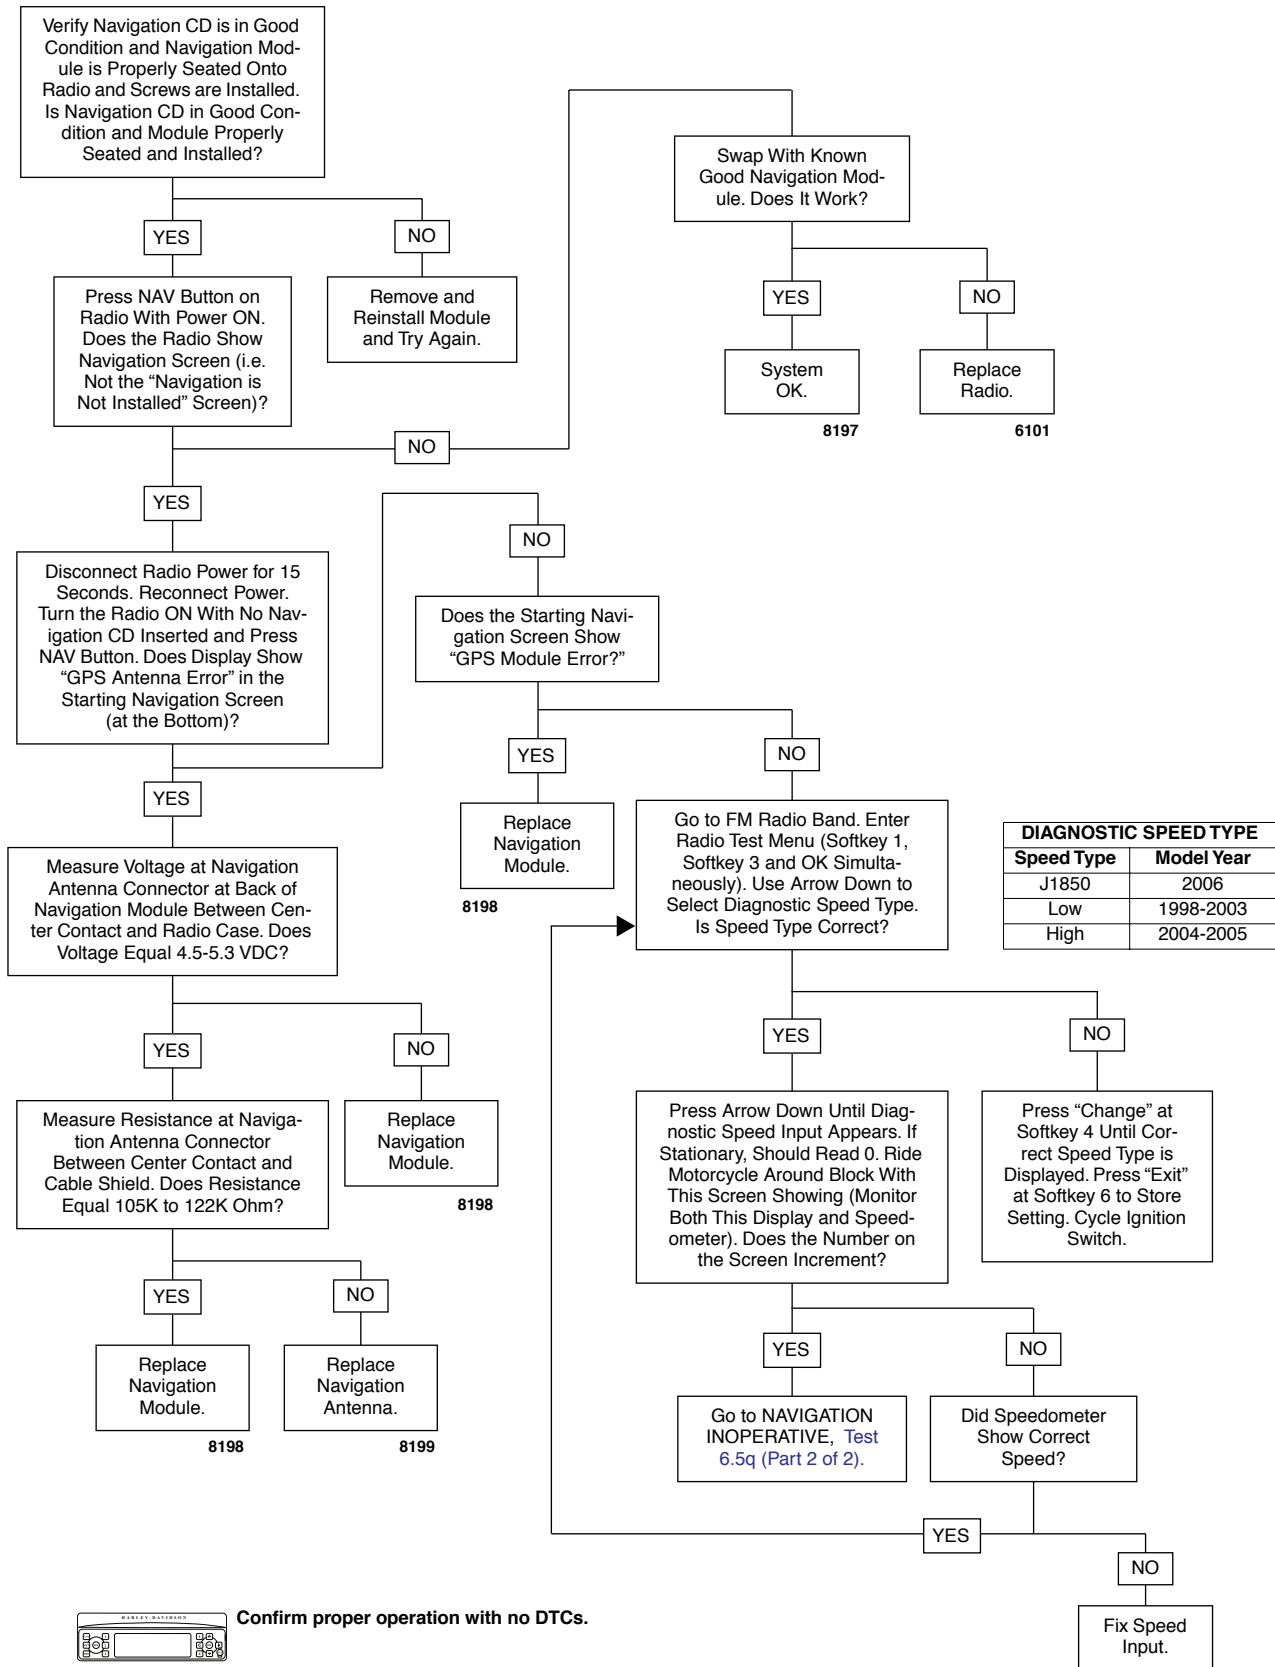 Verify Navigation CD is in Good
Condition and Navigation Mod-
ule is Properly Seated Onto
Radio and Screws are Installed.
Is Navigation CD in Good Con-
dition and Module Properly
Seated and Installed?
YES
NO
Press NAV Button on
Radio With Power ON.
Does the Radio Show
Navigation Screen (i.e.
Not the “Navigation is
Not Installed” Screen)?
Remove and
Reinstall Module
and Try Again.
NO
Swap With Known
Good Navigation Mod-
ule. Does It Work?
YES
NO
System
OK.
8197
Replace
Radio.
6101
YES
Disconnect Radio Power for 15
Seconds. Reconnect Power.
Turn the Radio ON With No Nav-
igation CD Inserted and Press
NAV Button. Does Display Show
“GPS Antenna Error” in the
Starting Navigation Screen
(at the Bottom)?
NO
Does the Starting Navi-
gation Screen Show
“GPS Module Error?”
YES
NO
Replace
Navigation
Module.
8198
Go to FM Radio Band. Enter
Radio Test Menu (Softkey 1,
Softkey 3 and OK Simulta-
neously). Use Arrow Down to
Select Diagnostic Speed Type.
Is Speed Type Correct?
DIAGNOSTIC SPEED TYPE
Speed Type Model Year
J1850 2006
Low 1998-2003
High 2004-2005
YES
Measure Voltage at Navigation
Antenna Connector at Back of
Navigation Module Between Cen-
ter Contact and Radio Case. Does
Voltage Equal 4.5-5.3 VDC?
YES
NO
Measure Resistance at Naviga-
tion Antenna Connector
Between Center Contact and
Cable Shield. Does Resistance
Equal 105K to 122K Ohm?
Replace
Navigation
Module.
8198
YES
NO
Replace
Navigation
Module.
8198
Replace
Navigation
Antenna.
8199
YES
NO
Press Arrow Down Until Diag-
nostic Speed Input Appears. If
Stationary, Should Read 0. Ride
Motorcycle Around Block With
This Screen Showing (Monitor
Both This Display and Speed-
ometer). Does the Number on
the Screen Increment?
Press “Change” at
Softkey 4 Until Cor-
rect Speed Type is
Displayed. Press “Exit”
at Softkey 6 to Store
Setting. Cycle Ignition
Switch.
YES
NO
Go to NAVIGATION
INOPERATIVE, Test
6.5q (Part 2 of 2).
Did Speedometer
Show Correct
Speed?
YES
NO
Fix Speed
Input.
HARLEY-DAVIDSON
Confirm proper operation with no DTCs.